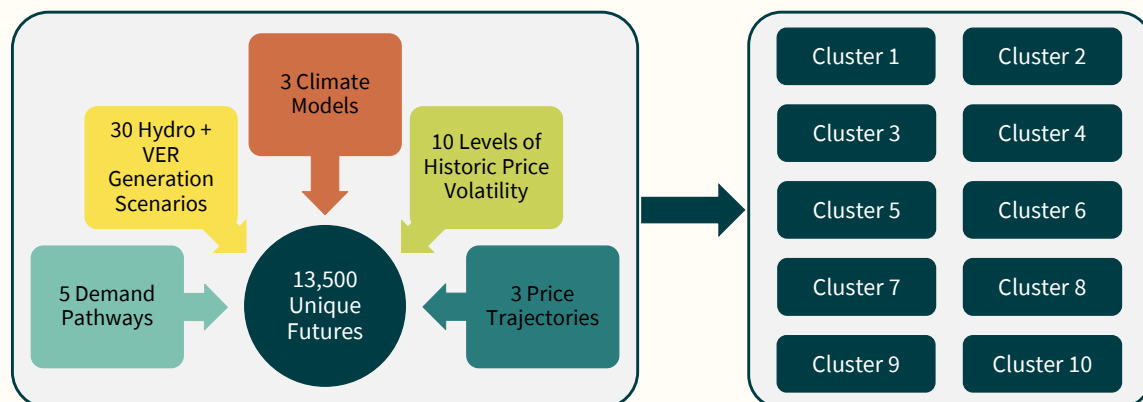 3 Climate
Models
30 Hydro +
VER
Generation
Scenarios
10 Levels of
Historic Price
Volatility
5 Demand
Pathways
13,500
Unique
Futures
3 Price
Trajectories
Cluster 1
Cluster 2
Cluster 3
Cluster 4
Cluster 5
Cluster 6
Cluster 7
Cluster 8
Cluster 9
Cluster 10